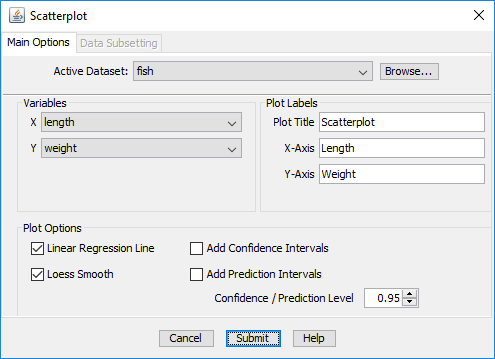 Scatterplot
Main Options Data Subsetting
Active Dataset: fish Browse...
Variables
X length
Y weight
Plot Labels
Plot Title Scatterplot
X-Axis Length
Y-Axis Weight
Plot Options
Linear Regression Line Add Confidence Intervals
Loess Smooth Add Prediction Intervals
Confidence / Prediction Level 0.95
Cancel Submit Help